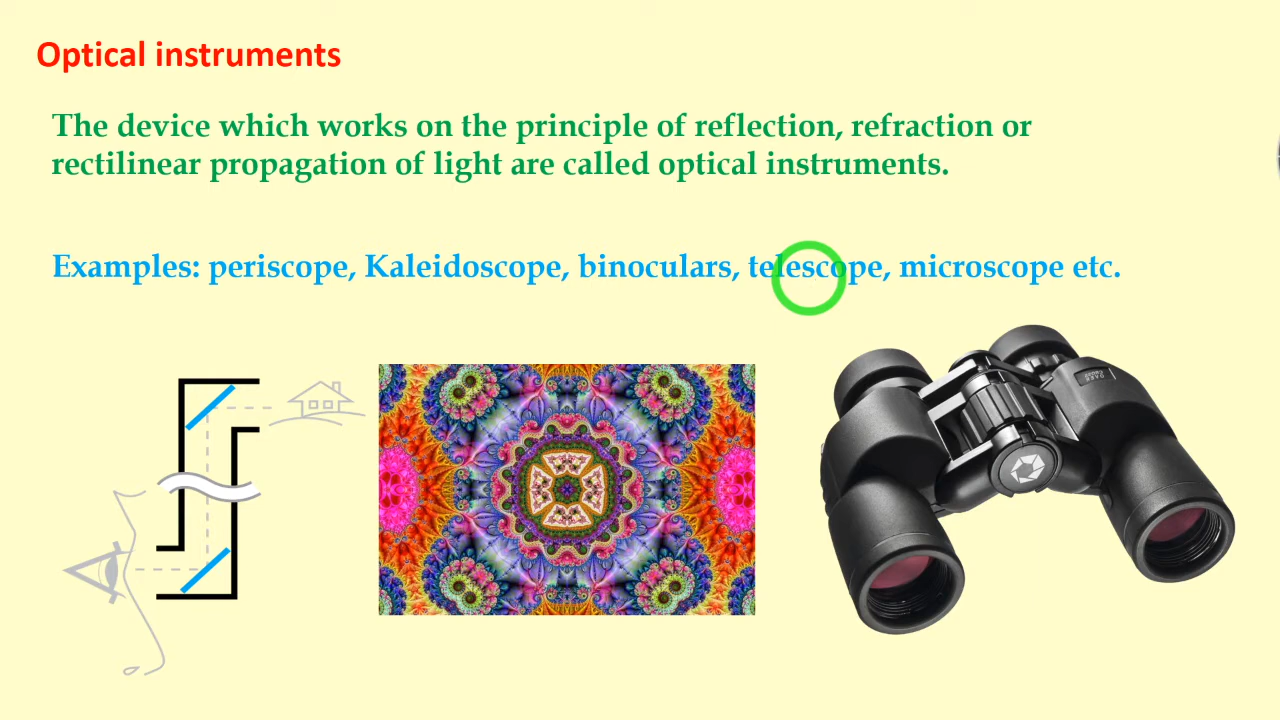 Optical instruments
The device which works on the principle of reflection, refraction or
rectilinear propagation of light are called optical instruments.
Examples: periscope, Kaleidoscope, binoculars, telescope, microscope etc.